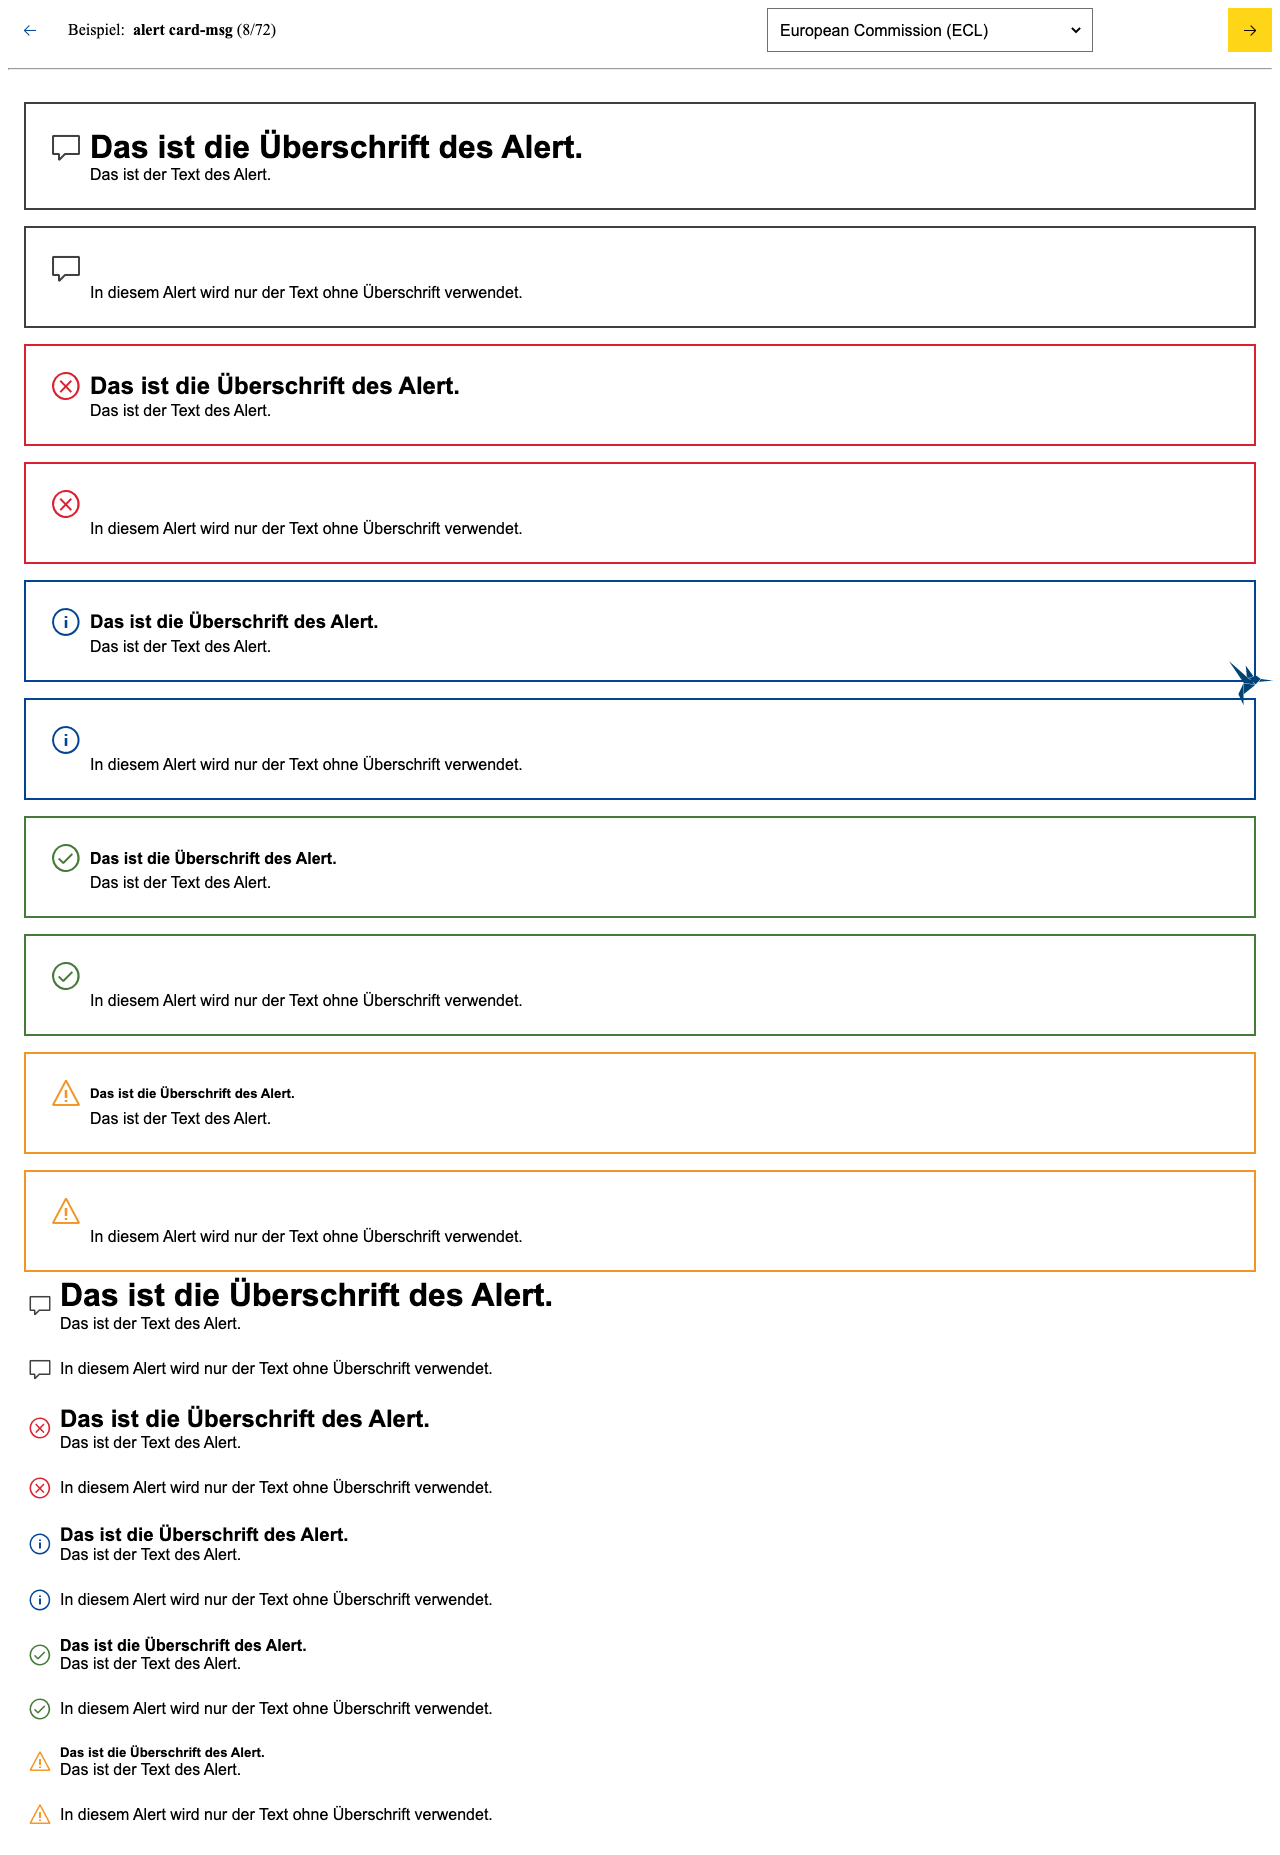 Beispiel: alert card-msg (8/72)
European Commission (ECL)
Das ist die Überschrift des Alert.
Das ist der Text des Alert.
In diesem Alert wird nur der Text ohne Überschrift verwendet.
Das ist die Überschrift des Alert.
Das ist der Text des Alert.
In diesem Alert wird nur der Text ohne Überschrift verwendet.
Das ist die Überschrift des Alert.
Das ist der Text des Alert.
In diesem Alert wird nur der Text ohne Überschrift verwendet.
Das ist die Überschrift des Alert.
Das ist der Text des Alert.
In diesem Alert wird nur der Text ohne Überschrift verwendet.
Das ist die Überschrift des Alert.
Das ist der Text des Alert.
In diesem Alert wird nur der Text ohne Überschrift verwendet.
Das ist die Überschrift des Alert.
Das ist der Text des Alert.
In diesem Alert wird nur der Text ohne Überschrift verwendet.
Das ist die Überschrift des Alert.
Das ist der Text des Alert.
In diesem Alert wird nur der Text ohne Überschrift verwendet.
Das ist die Überschrift des Alert.
Das ist der Text des Alert.
In diesem Alert wird nur der Text ohne Überschrift verwendet.
Das ist die Überschrift des Alert.
Das ist der Text des Alert.
In diesem Alert wird nur der Text ohne Überschrift verwendet.
Das ist die Überschrift des Alert.
Das ist der Text des Alert.
In diesem Alert wird nur der Text ohne Überschrift verwendet.